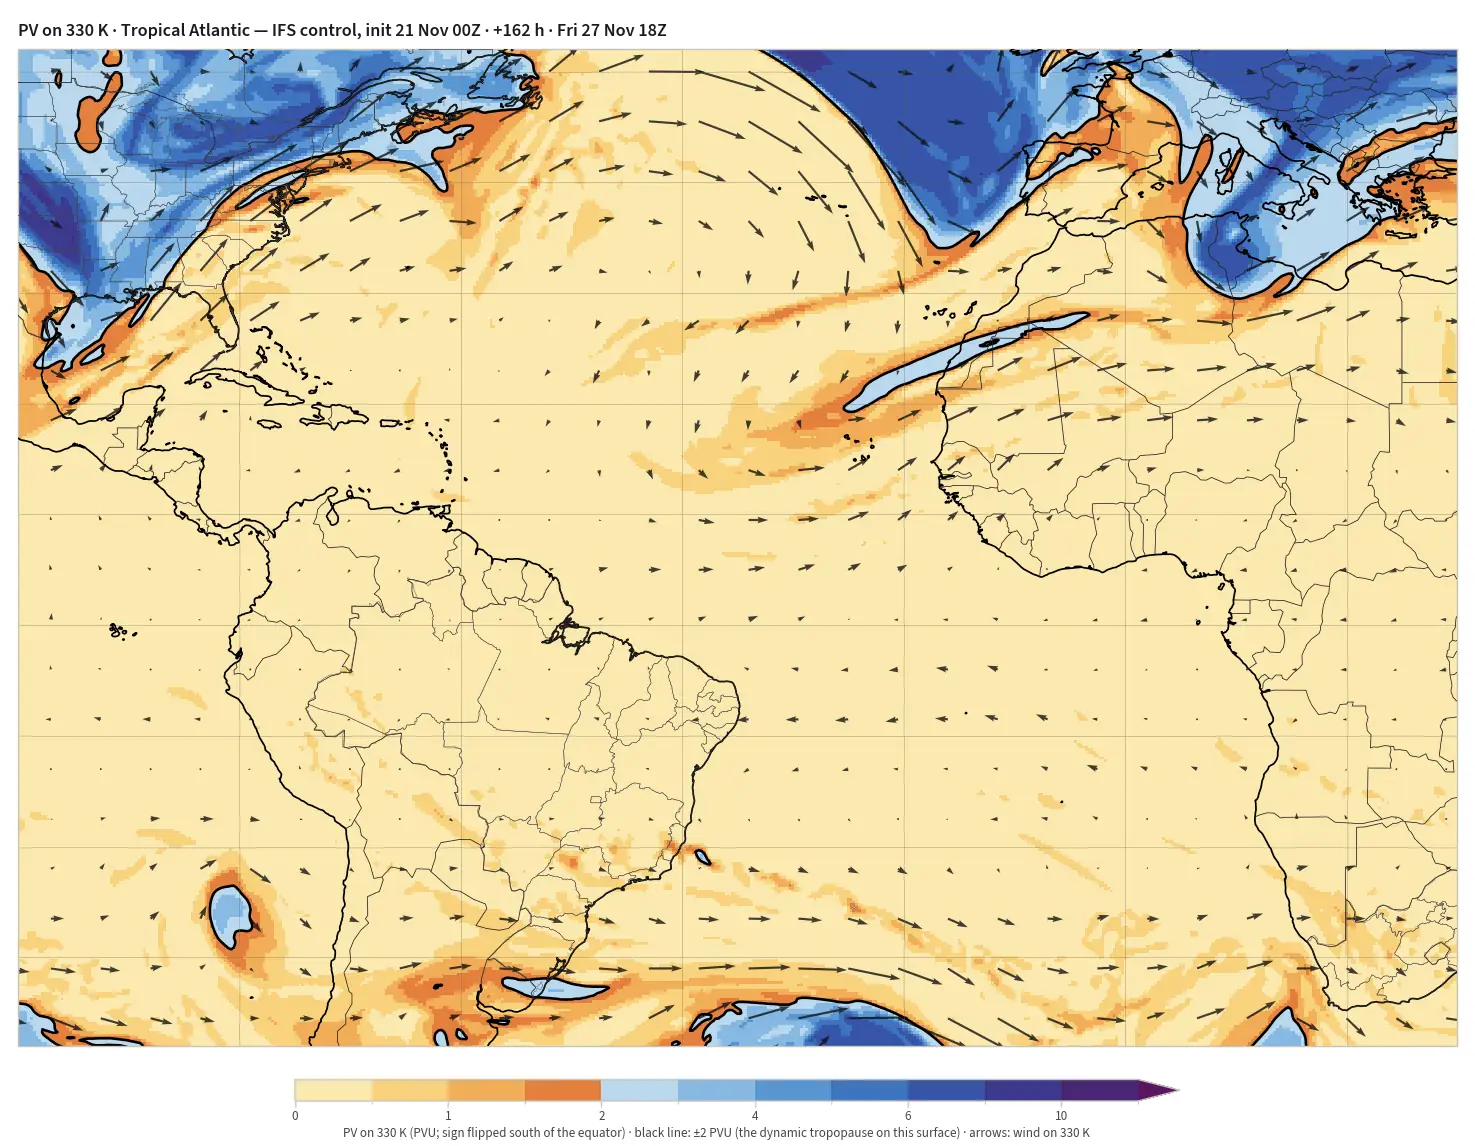 PV on 330 K · Tropical Atlantic — IFS control, init 21 Nov 00Z · +162 h · Fri 27 Nov 18Z
0 1 2 4 6 10
PV on 330 K (PVU; sign flipped south of the equator) · black line: ±2 PVU (the dynamic tropopause on this surface) · arrows: wind on 330 K